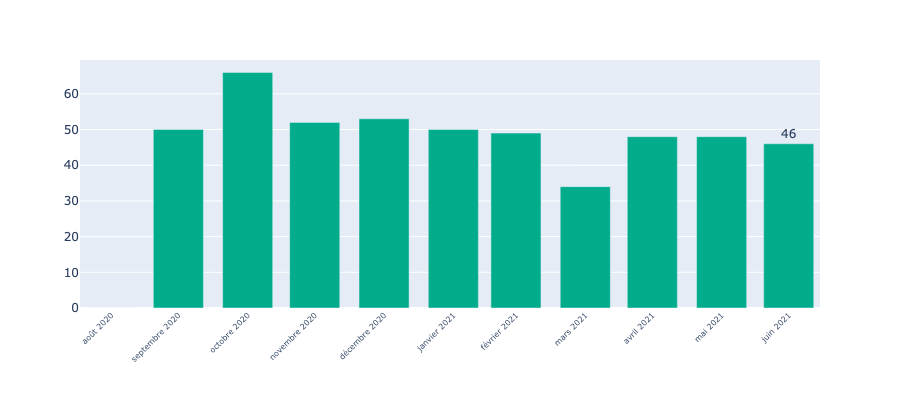 60
50
46
40
30
20
10
0
août 2020
septembre 2020
octobre 2020
novembre 2020
décembre 2020
janvier 2021
février 2021
mars 2021
avril 2021
mai 2021
juin 2021